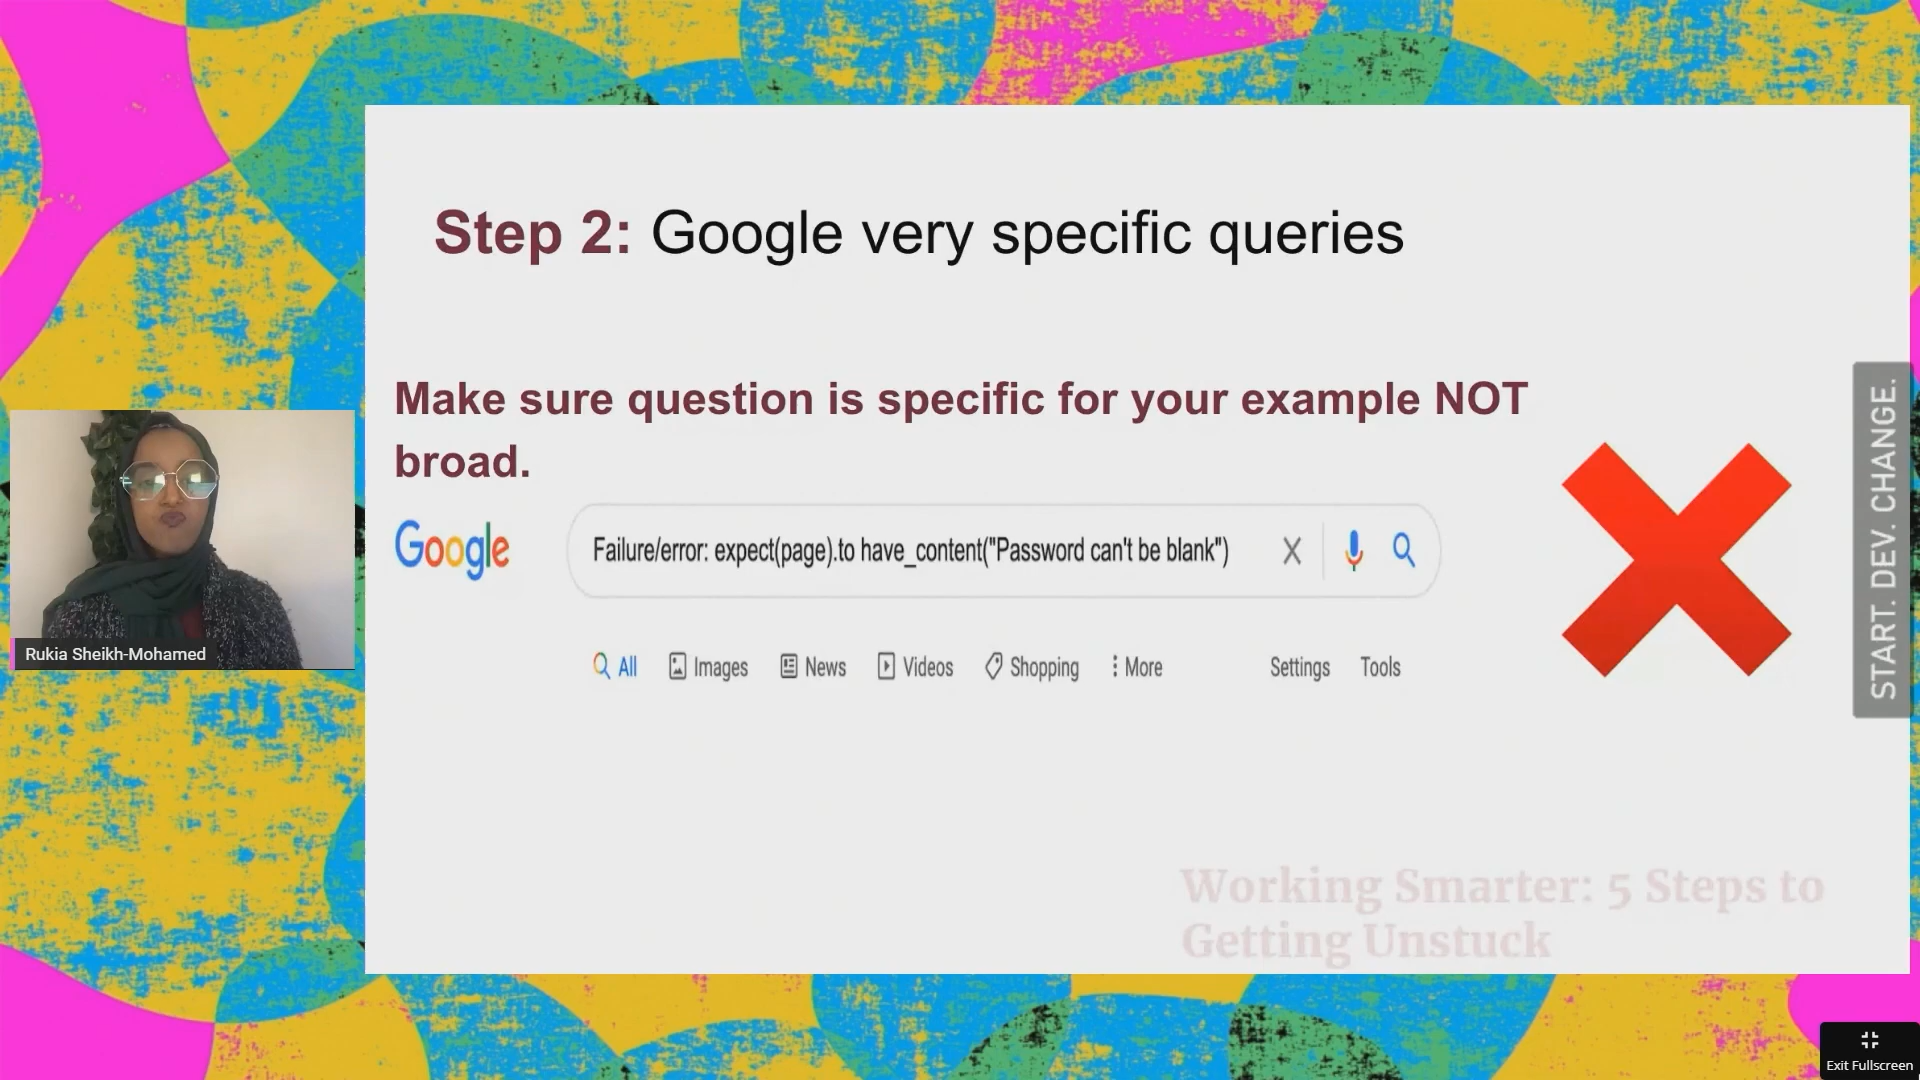 Step 2: Google very specific queries
Make sure question is specific for your example NOT
broad.
Google
Failure/error: expect(page).to have_content("Password can't be blank")
All Images News Videos Shopping More Settings Tools
Rukia Sheikh-Mohamed
START. DEV. CHANGE.
Working Smarter: 5 Steps to
Getting Unstuck
Exit Fullscreen